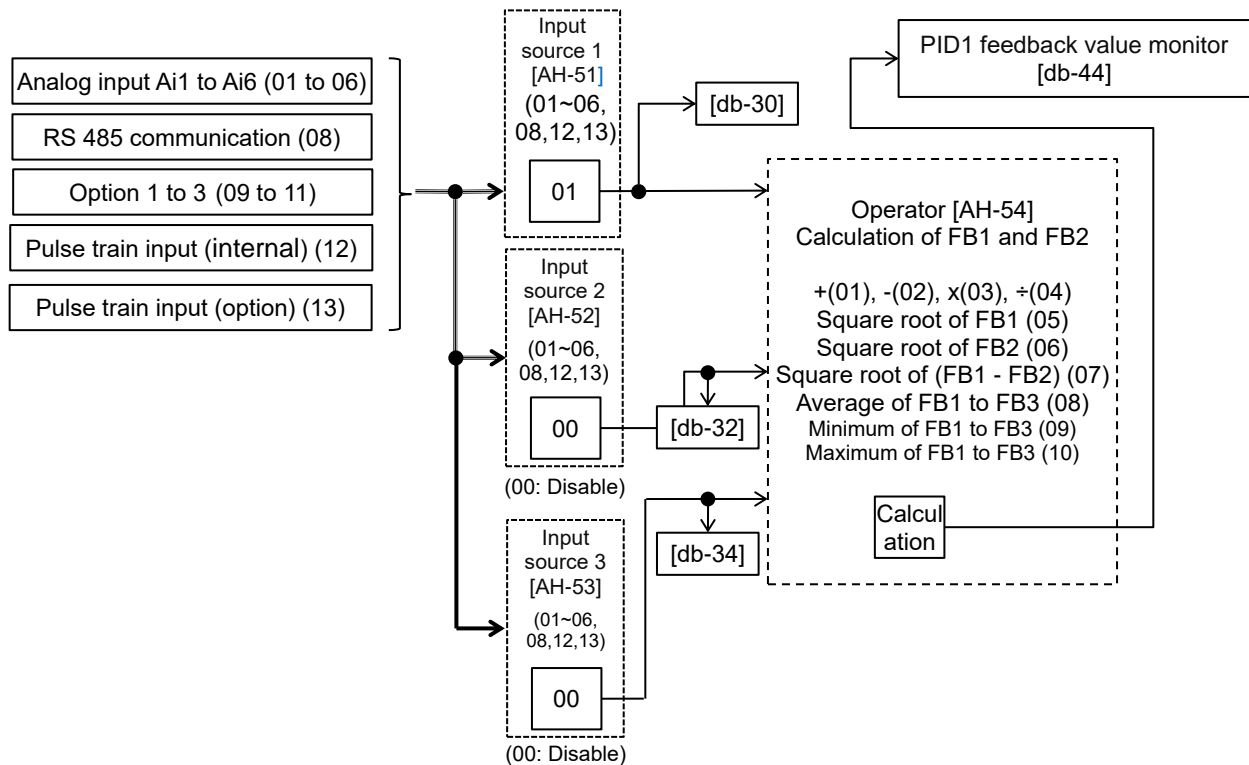 Analog input Ai1 to Ai6 (01 to 06)
RS 485 communication (08)
Option 1 to 3 (09 to 11)
Pulse train input (internal) (12)
Pulse train input (option) (13)
Input
source 1
[AH-51]
(01~06,
08,12,13)
01
Input
source 2
[AH-52]
(01~06,
08,12,13)
00
(00: Disable)
Input
source 3
[AH-53]
(01~06,
08,12,13)
00
(00: Disable)
[db-30]
[db-32]
[db-34]
Operator [AH-54]
Calculation of FB1 and FB2
+(01), -(02), x(03), ÷(04)
Square root of FB1 (05)
Square root of FB2 (06)
Square root of (FB1 - FB2) (07)
Average of FB1 to FB3 (08)
Minimum of FB1 to FB3 (09)
Maximum of FB1 to FB3 (10)
Calcul
ation
PID1 feedback value monitor
[db-44]